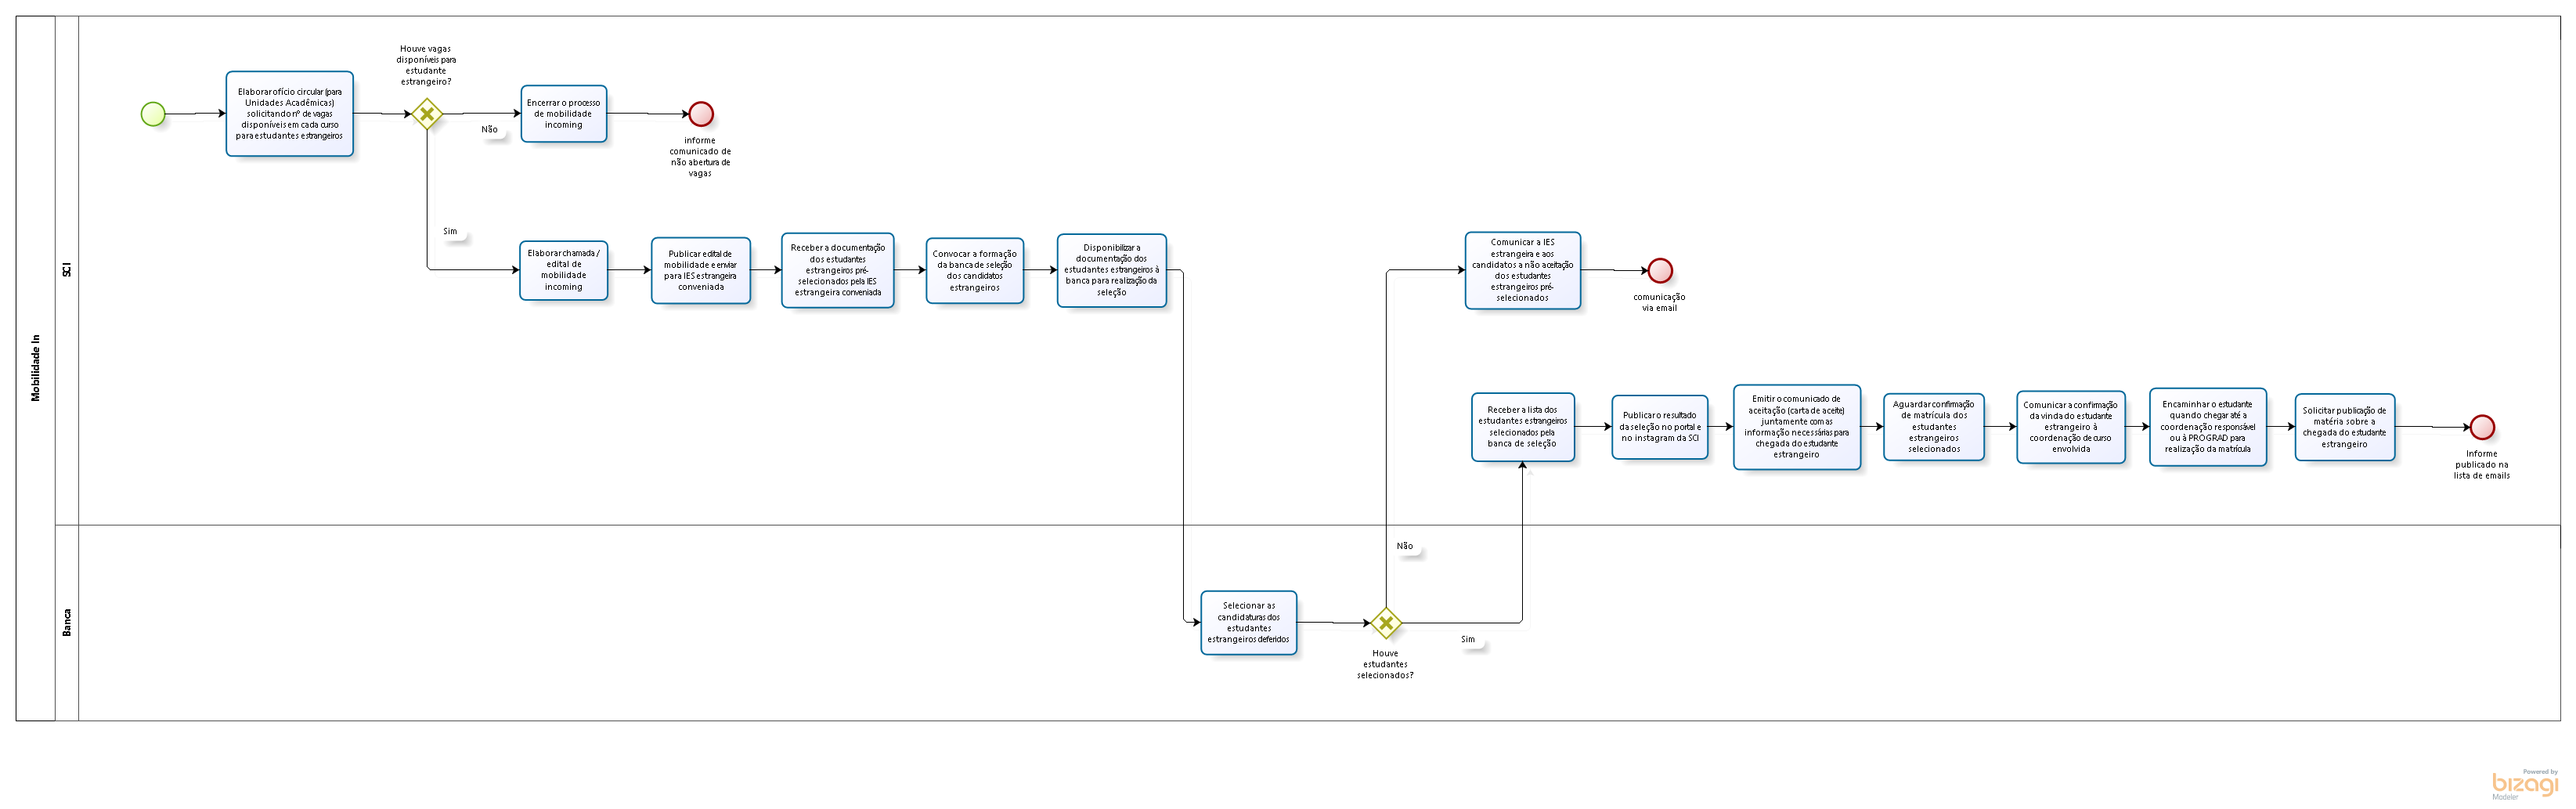 Mobilidade In
SCI
Houve vagas
disponíveis para
estudante
estrangeiro?
Elaborar ofício circular (para
Unidades Acadêmicas)
solicitando nº de vagas
disponíveis em cada curso
para estudantes estrangeiros
Não
Encerrar o processo
de mobilidade
incoming
informe
comunicado de
não abertura de
vagas
Sim
Elaborar chamada /
edital de
mobilidade
incoming
Publicar edital de
mobilidade e enviar
para IES estrangeira
conveniada
Receber a documentação
dos estudantes
estrangeiros pré-
selecionados pela IES
estrangeira conveniada
Convocar a formação
da banca de seleção
dos candidatos
estrangeiros
Disponibilizar a
documentação dos
estudantes estrangeiros à
banca para realização da
seleção
Comunicar a IES
estrangeira e aos
candidatos a não aceitação
dos estudantes
estrangeiros pré-
selecionados
comunicação
via email
Receber a lista dos
estudantes estrangeiros
selecionados pela
banca de seleção
Publicar o resultado
da seleção no portal e
no instagram da SCI
Emitir o comunicado de
aceitação (carta de aceite)
juntamente com as
informação necessárias para
chegada do estudante
estrangeiro
Aguardar confirmação
de matrícula dos
estudantes
estrangeiros
selecionados
Comunicar a confirmação
da vinda do estudante
estrangeiro à
coordenação de curso
envolvida
Encaminhar o estudante
quando chegar até a
coordenação responsável
ou à PROGRAD para
realização da matrícula
Solicitar publicação de
matéria sobre a
chegada do estudante
estrangeiro
Informe
publicado na
lista de emails
Banca
Selecionar as
candidaturas dos
estudantes
estrangeiros deferidos
Não
Sim
Houve
estudantes
selecionados?
Powered by
bizagi
Modeler